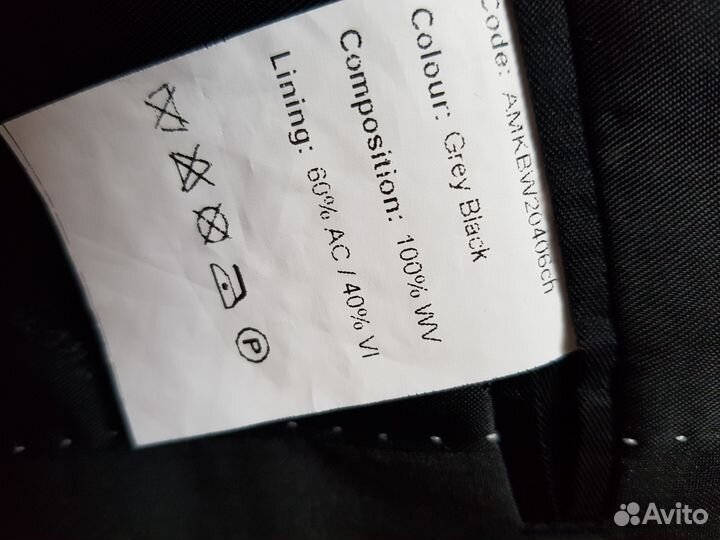 Code: AMKBW20406ch
Colour: Grey Black
Composition: 100% WV
Lining: 60% AC / 40% VI
P
Avito